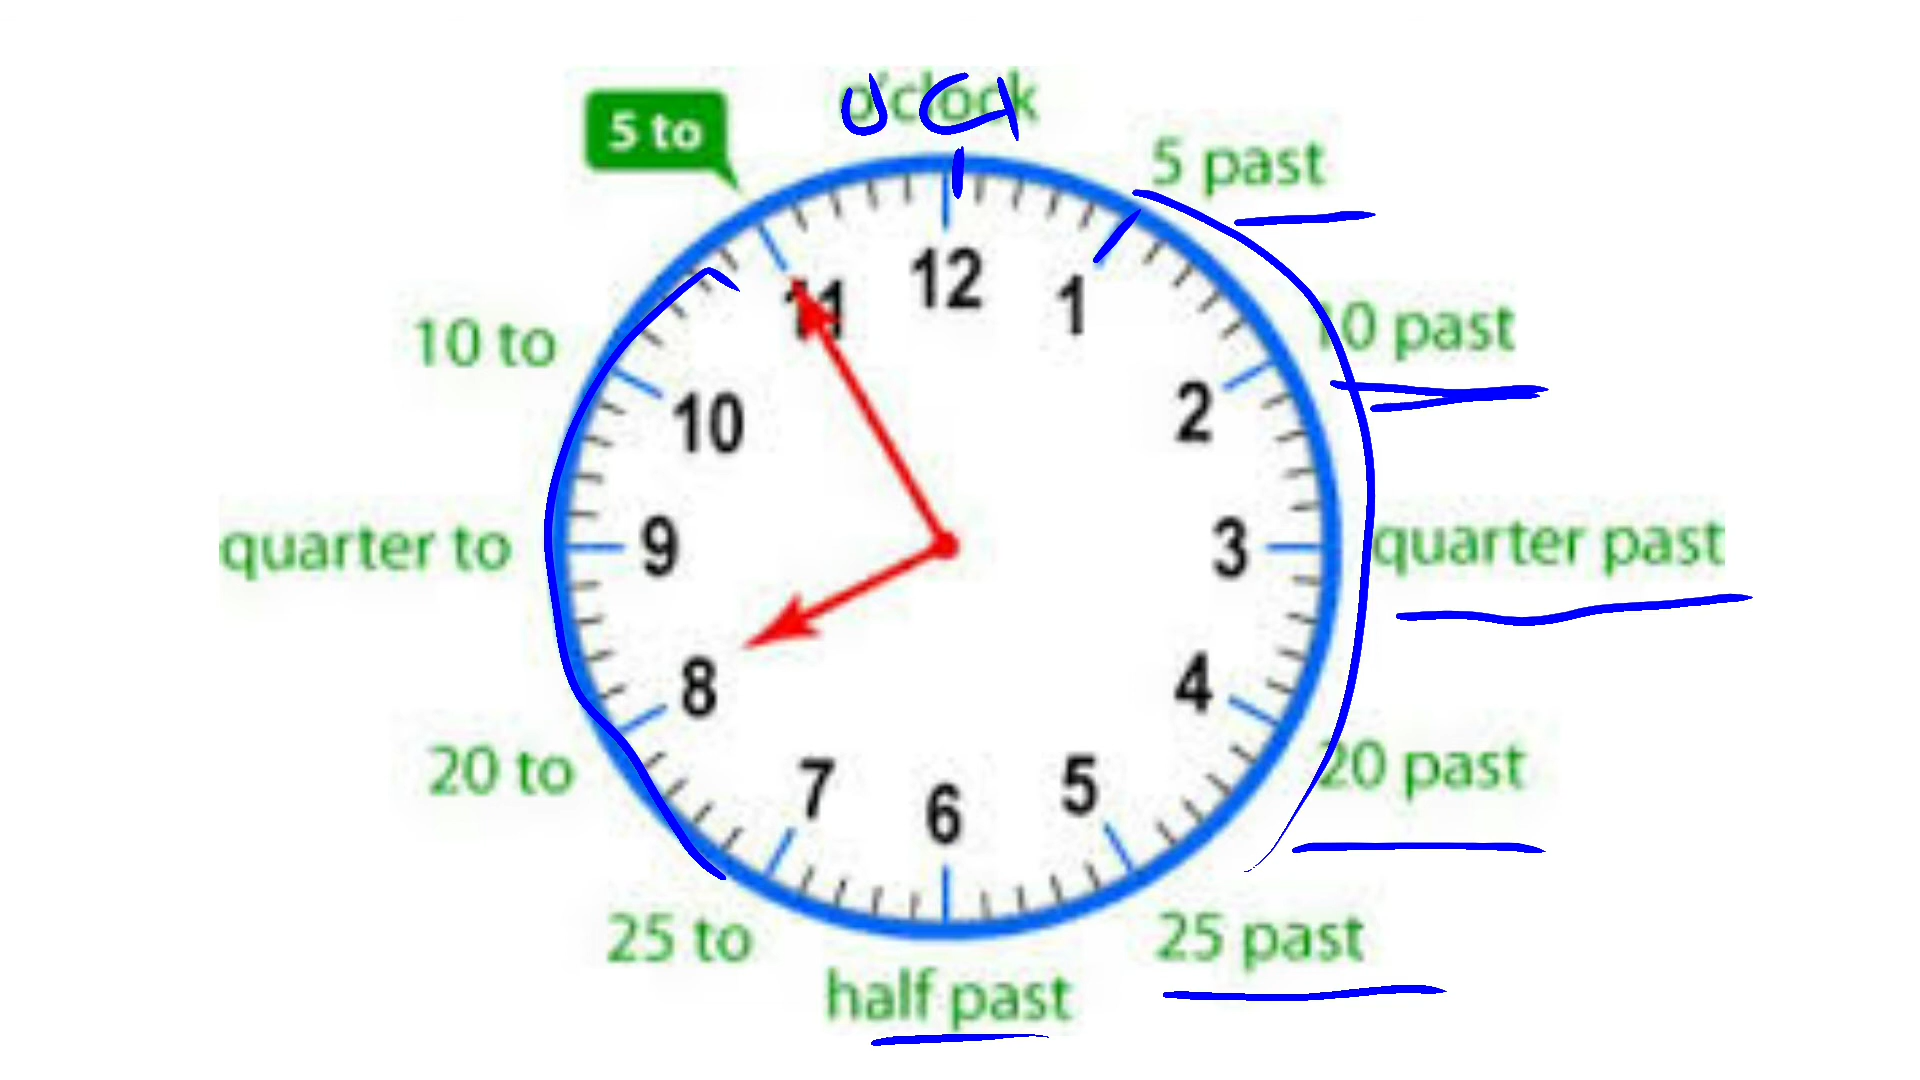 o'clock
5 to
5 past
10 to
10 past
quarter to
quarter past
20 to
20 past
25 to
25 past
half past
12
11
1
10
2
9
3
8
4
7
5
6